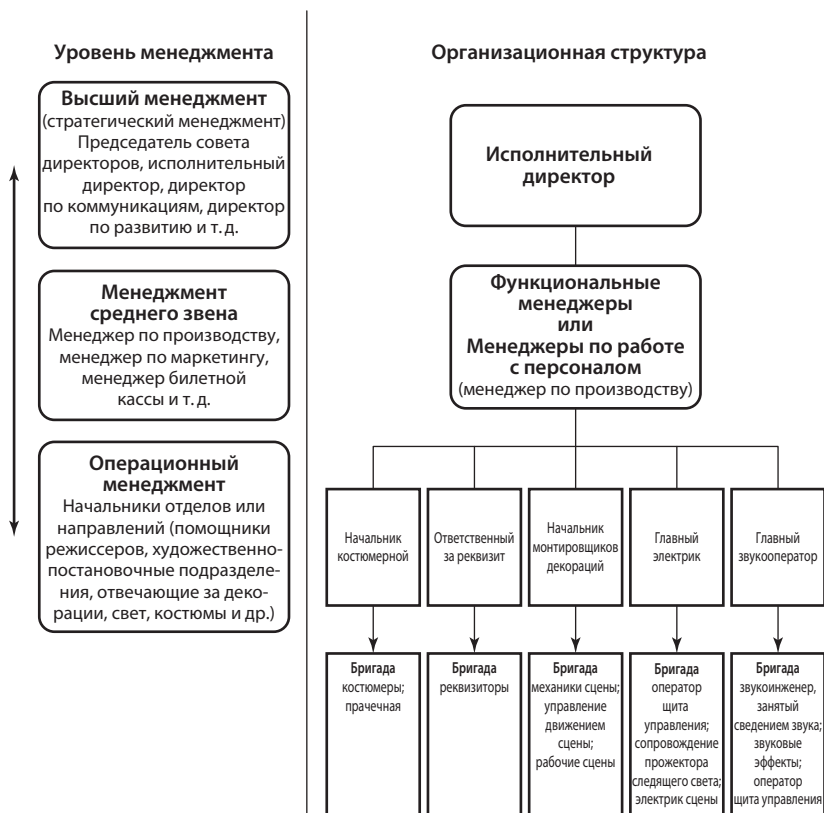 Уровень менеджмента
Высший менеджмент
(стратегический менеджмент)
Председатель совета
директоров, исполнительный
директор, директор
по коммуникациям, директор
по развитию и т. д.
Менеджмент
среднего звена
Менеджер по производству,
менеджер по маркетингу,
менеджер билетной
кассы и т. д.
Операционный
менеджмент
Начальники отделов или
направлений (помощники
режиссеров, художественно-
постановочные подразделе-
ния, отвечающие за деко-
рации, свет, костюмы и др.)
Организационная структура
Исполнительный
директор
Функциональные
менеджеры
или
Менеджеры по работе
с персоналом
(менеджер по производству)
Начальник
костюмерной
Ответственный
за реквизит
Начальник
монтировщиков
декораций
Главный
электрик
Главный
звукооператор
Бригада
костюмеры;
прачечная
Бригада
реквизиторы
Бригада
механики сцены;
управление
движением
сцены;
рабочие сцены
Бригада
оператор
щита
управления;
сопровождение
прожектора
следящего света;
электрик сцены
Бригада
звукоинженер,
занятый
сведением звука;
звуковые
эффекты;
оператор
щита управления